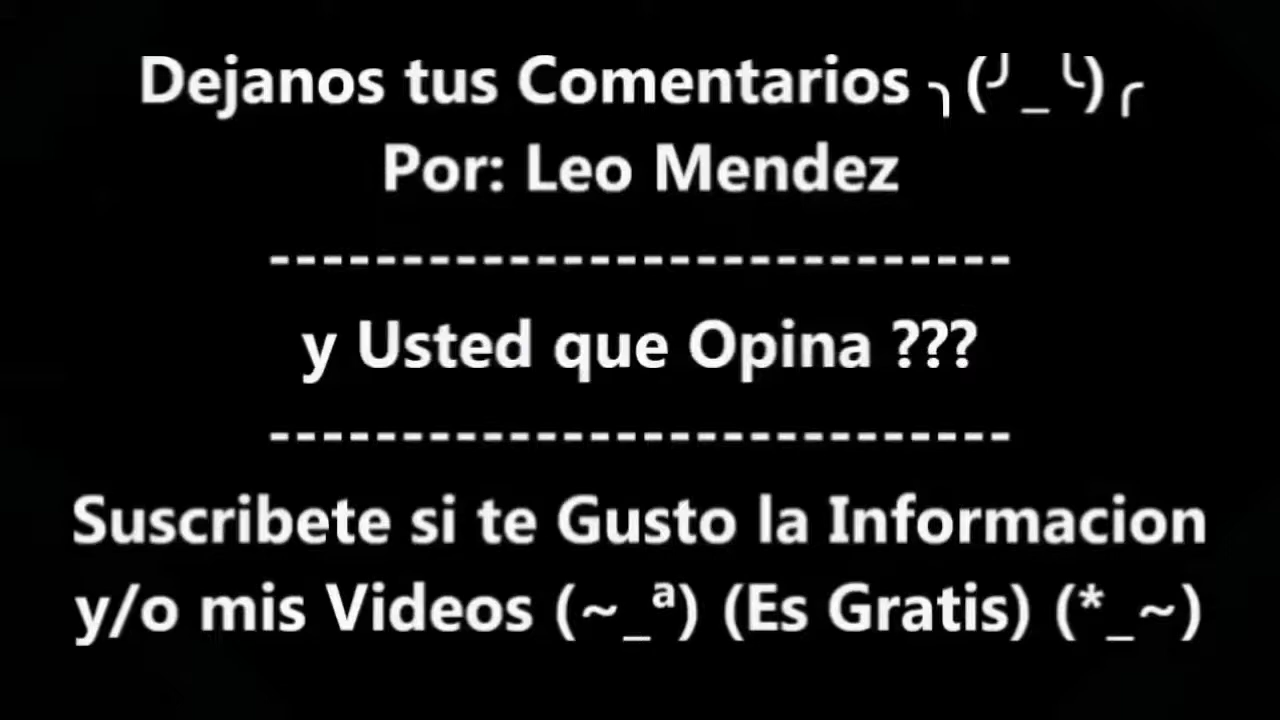 Dejanos tus Comentarios ╮(╯_╰)╭
Por: Leo Mendez
----------------------------
y Usted que Opina ???
----------------------------
Suscribete si te Gusto la Informacion
y/o mis Videos (~_ª) (Es Gratis) (*_~)